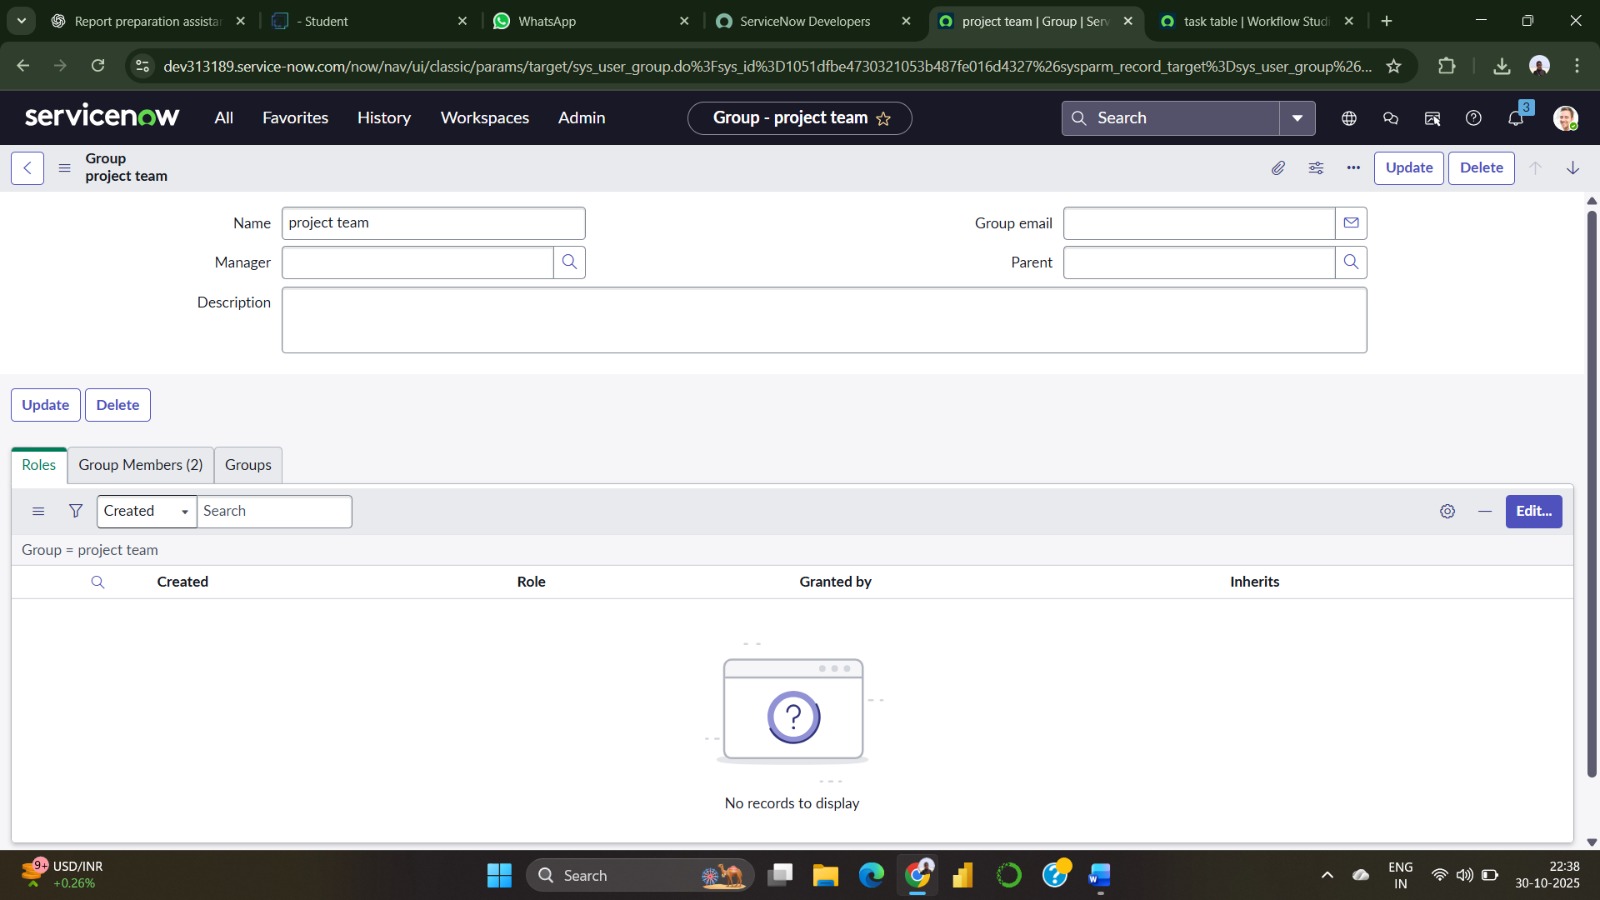 Report preparation assistar
- Student
WhatsApp
ServiceNow Developers
project team | Group | Serv
task table | Workflow Studi
dev313189.service-now.com/now/nav/ui/classic/params/target/sys_user_group.do%3Fsys_id%3D1051dfbe4730321053b487fe016d4327%26sysparm_record_target%3Dsys_user_group%26...
servicenow
All
Favorites
History
Workspaces
Admin
Group - project team
Search
3
Group
project team
Update
Delete
Name
project team
Group email
Manager
Parent
Description
Update
Delete
Roles
Group Members (2)
Groups
Created
Search
Edit...
Group = project team
Created
Role
Granted by
Inherits
?
No records to display
9+
USD/INR
+0.26%
Search
ENG
IN
22:38
30-10-2025